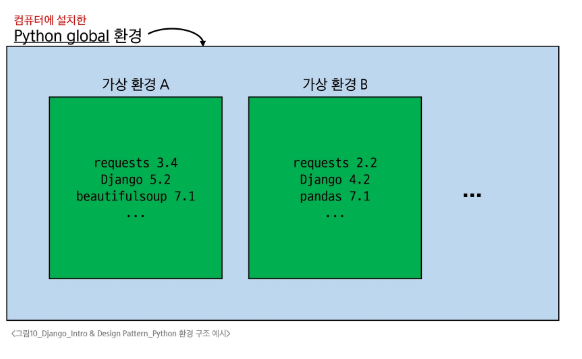 컴퓨터에 설치한
Python global 환경
가상 환경 A
requests 3.4
Django 5.2
beautifulsoup 7.1
...
가상 환경 B
requests 2.2
Django 4.2
pandas 7.1
...
...
<그림10_Django_Intro & Design Pattern_Python 환경 구조 예시>